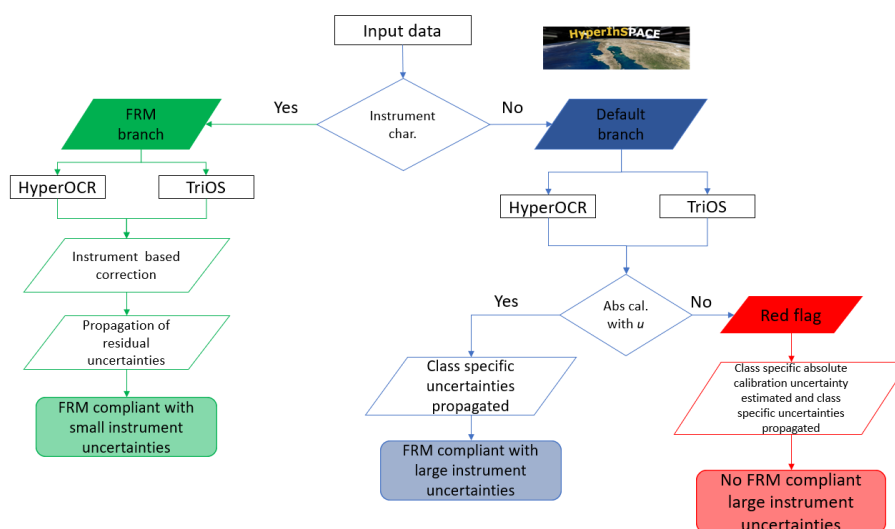 Input data
HyperInSPACE
Yes
Instrument
char.
No
FRM
branch
Default
branch
HyperOCR
TriOS
HyperOCR
TriOS
Instrument based
correction
Propagation of
residual
uncertainties
FRM compliant with
small instrument
uncertainties
Yes
Abs cal.
with u
No
Red flag
Class specific
uncertainties
propagated
FRM compliant with
large instrument
uncertainties
Class specific absolute
calibration uncertainty
estimated and class
specific uncertainties
propagated
No FRM compliant
large instrument
uncertainties